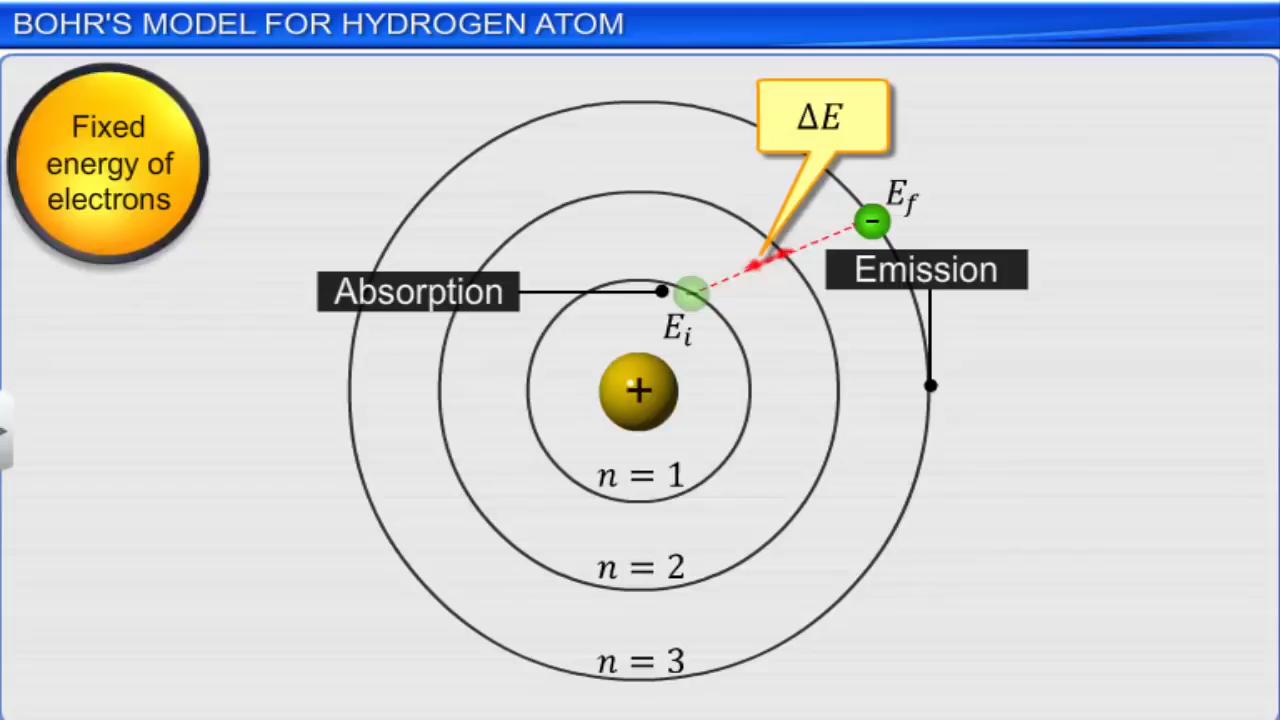 BOHR'S MODEL FOR HYDROGEN ATOM
Fixed
energy of
electrons
ΔE
E_f
-
Emission
Absorption
-
E_i
+
n = 1
n = 2
n = 3